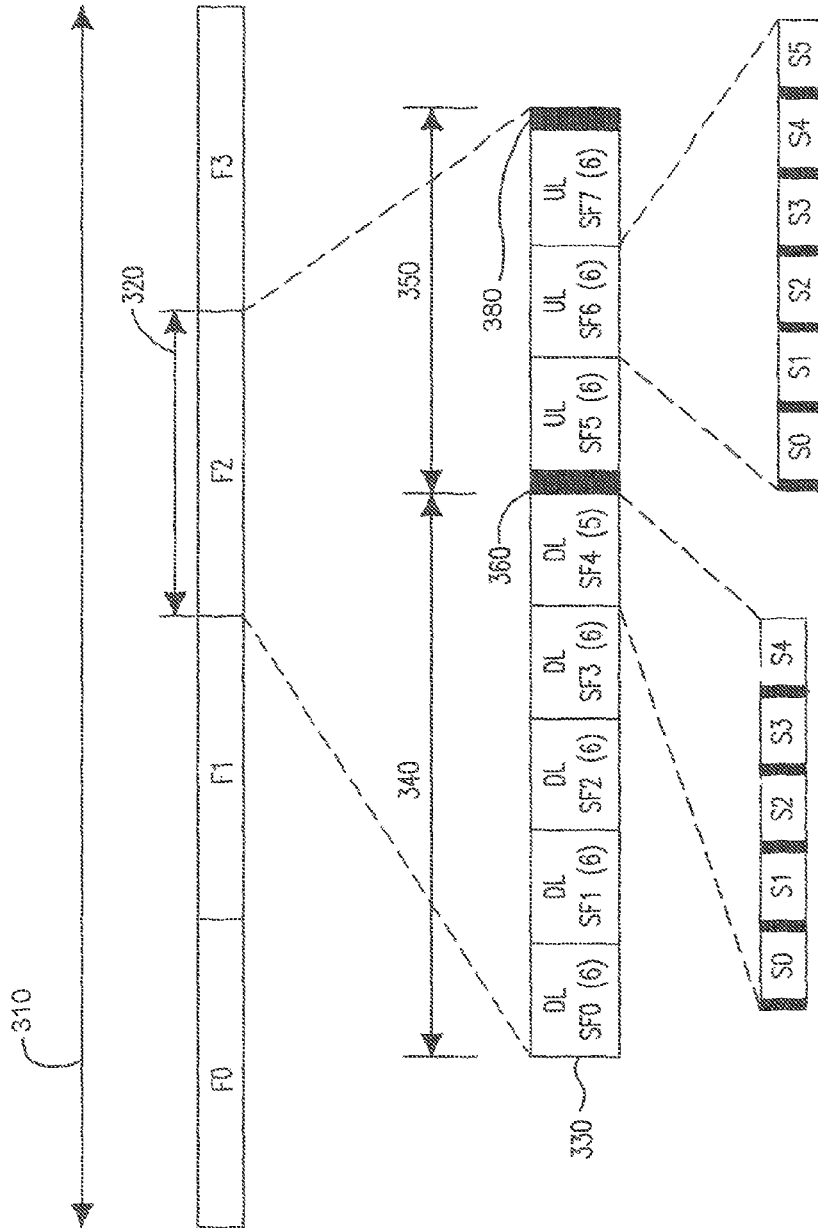 310
F0
F1
F2
F3
320
340
350
330
DL
SF0 (6)
DL
SF1 (6)
DL
SF2 (6)
DL
SF3 (6)
DL
SF4 (5)
360
UL
SF5 (6)
UL
SF6 (6)
UL
SF7 (6)
380
S0
S1
S2
S3
S4
S0
S1
S2
S3
S4
S5